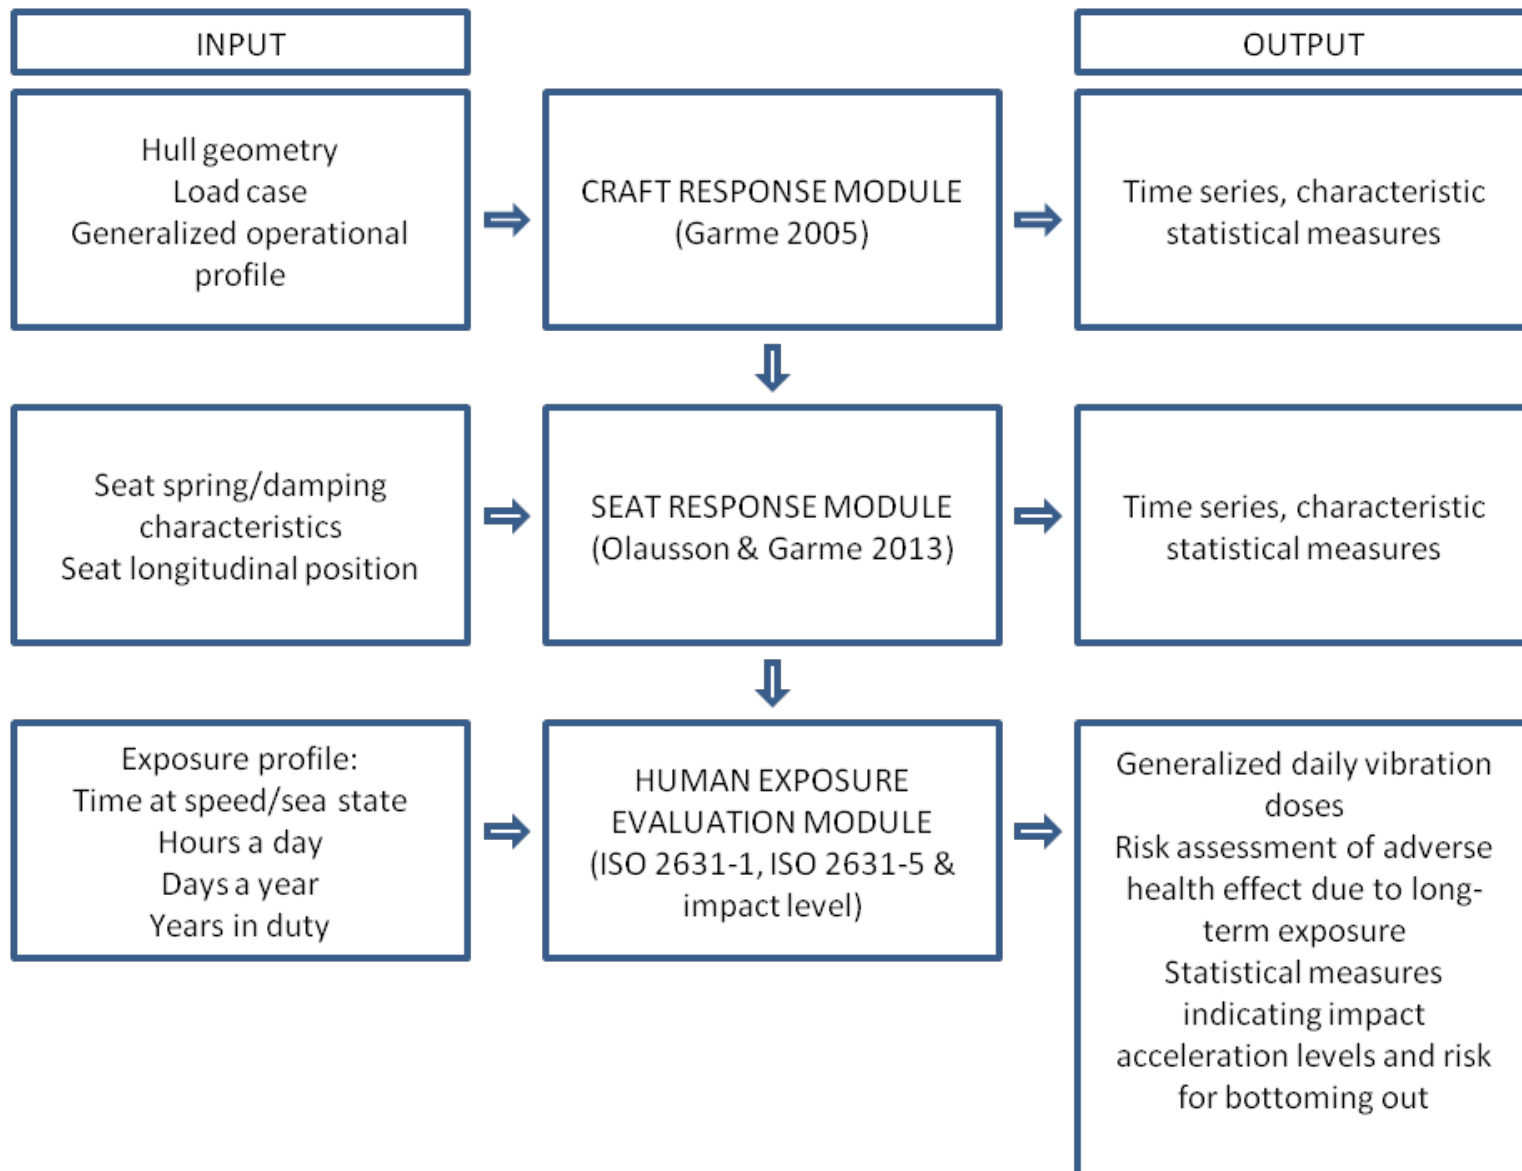 INPUT
OUTPUT
Hull geometry
Load case
Generalized operational
profile
CRAFT RESPONSE MODULE
(Garme 2005)
Time series, characteristic
statistical measures
Seat spring/damping
characteristics
Seat longitudinal position
SEAT RESPONSE MODULE
(Olausson & Garme 2013)
Time series, characteristic
statistical measures
Exposure profile:
Time at speed/sea state
Hours a day
Days a year
Years in duty
HUMAN EXPOSURE
EVALUATION MODULE
(ISO 2631-1, ISO 2631-5 &
impact level)
Generalized daily vibration
doses
Risk assessment of adverse
health effect due to long-
term exposure
Statistical measures
indicating impact
acceleration levels and risk
for bottoming out